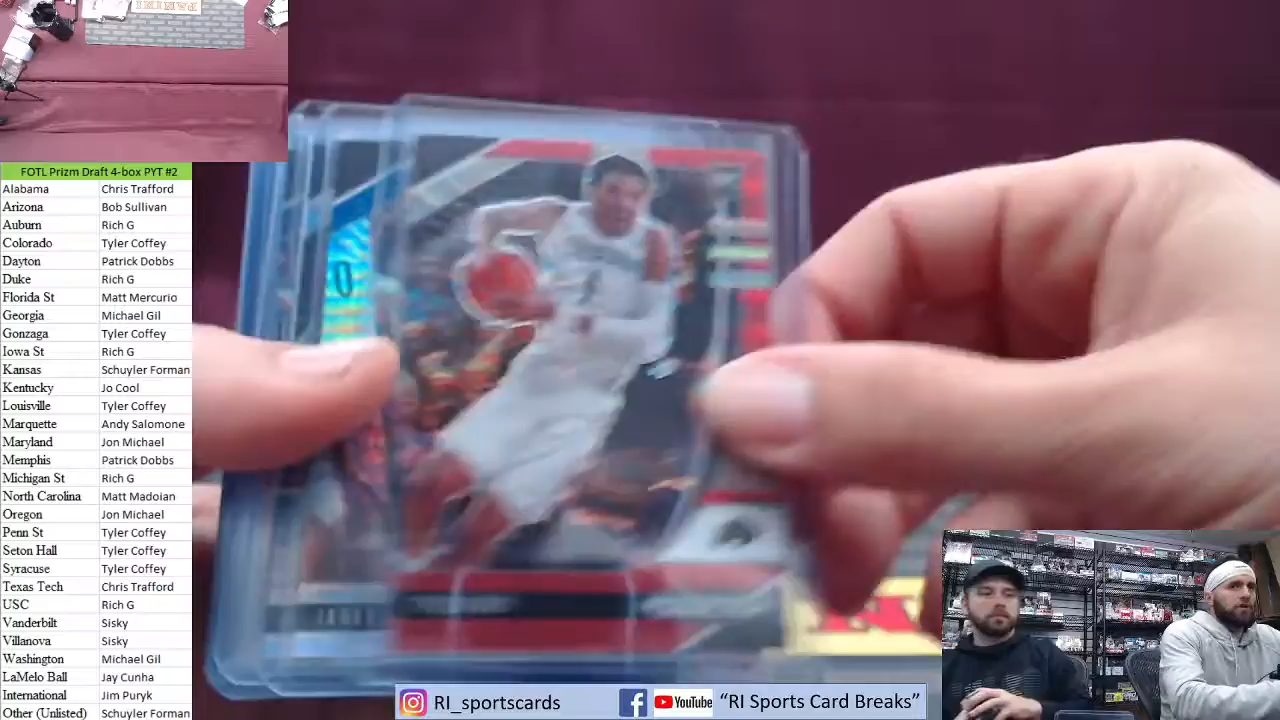 FOTL Prizm Draft 4-box PYT #2
Alabama Chris Trafford
Arizona Bob Sullivan
Auburn Rich G
Colorado Tyler Coffey
Dayton Patrick Dobbs
Duke Rich G
Florida St Matt Mercurio
Georgia Michael Gil
Gonzaga Tyler Coffey
Iowa St Rich G
Kansas Schuyler Forman
Kentucky Jo Cool
Louisville Tyler Coffey
Marquette Andy Salomone
Maryland Jon Michael
Memphis Patrick Dobbs
Michigan St Rich G
North Carolina Matt Madoian
Oregon Jon Michael
Penn St Tyler Coffey
Seton Hall Tyler Coffey
Syracuse Tyler Coffey
Texas Tech Chris Trafford
USC Rich G
Vanderbilt Sisky
Villanova Sisky
Washington Michael Gil
LaMelo Ball Jay Cunha
International Jim Puryk
Other (Unlisted) Schuyler Forman
RI_sportscards
YouTube "RI Sports Card Breaks"